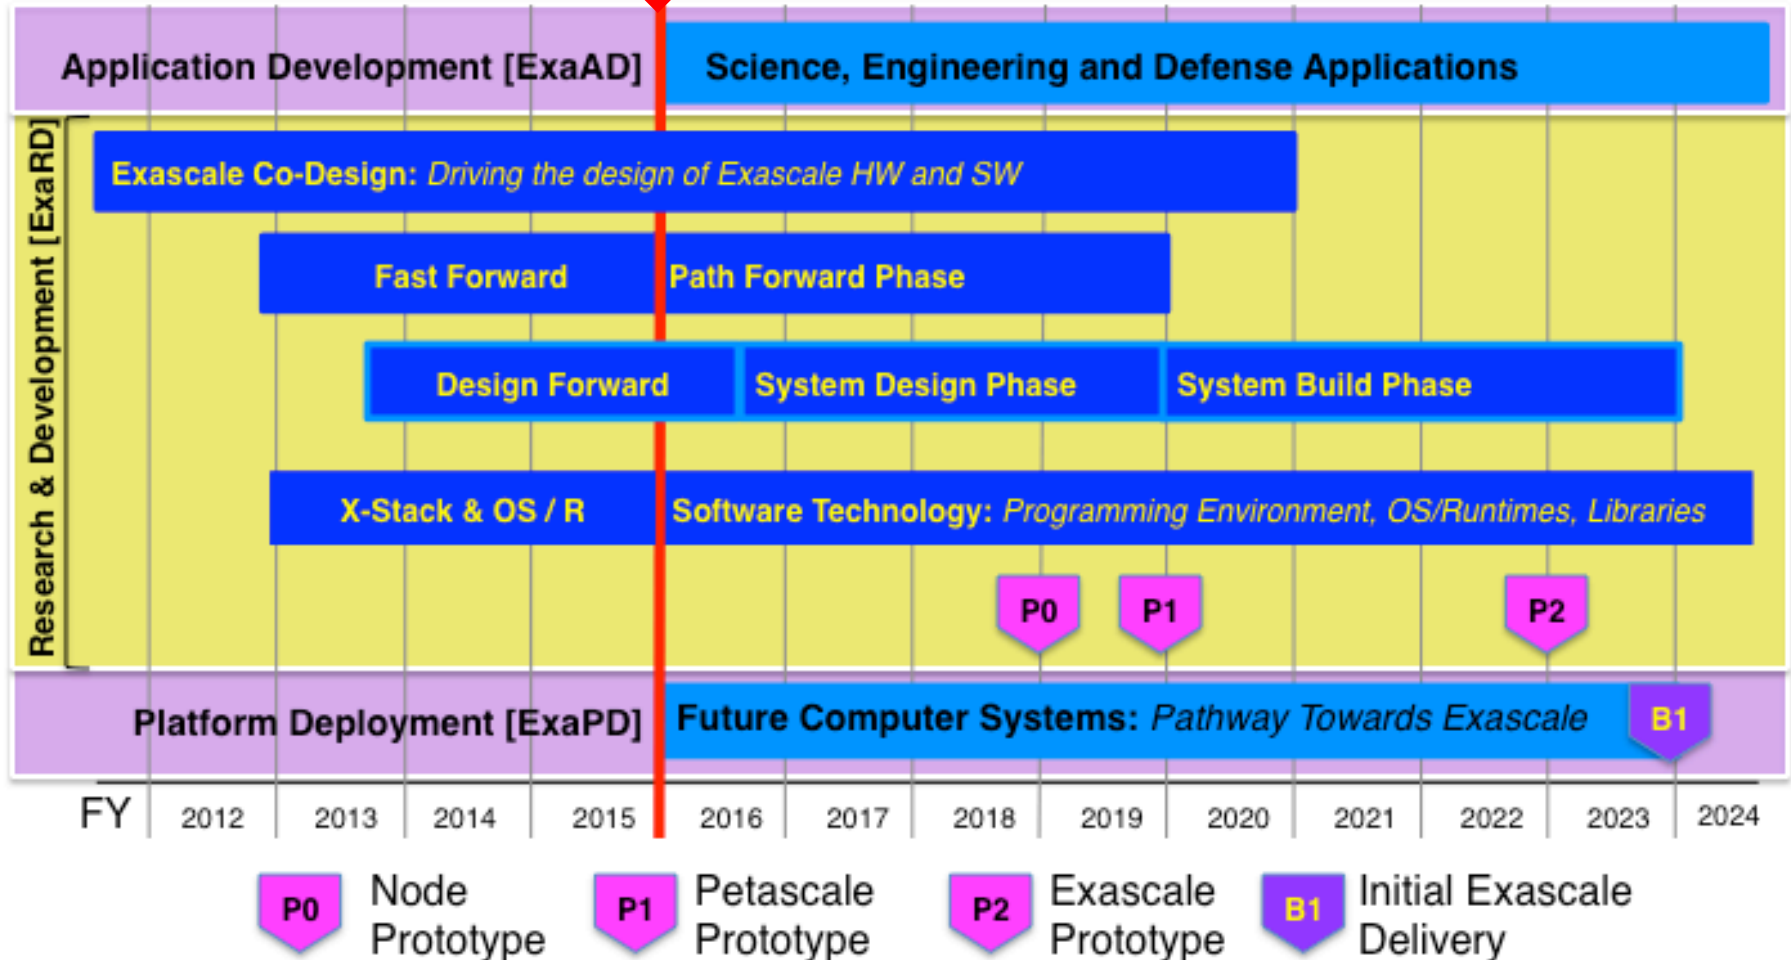 Application Development [ExaAD]
Science, Engineering and Defense Applications
Research & Development [ExaRD]
Exascale Co-Design: Driving the design of Exascale HW and SW
Fast Forward
Path Forward Phase
Design Forward
System Design Phase
System Build Phase
X-Stack & OS / R
Software Technology: Programming Environment, OS/Runtimes, Libraries
P0
P1
P2
Platform Deployment [ExaPD]
Future Computer Systems: Pathway Towards Exascale
B1
FY 2012 2013 2014 2015 2016 2017 2018 2019 2020 2021 2022 2023 2024
P0
Node
Prototype
P1
Petascale
Prototype
P2
Exascale
Prototype
B1
Initial Exascale
Delivery